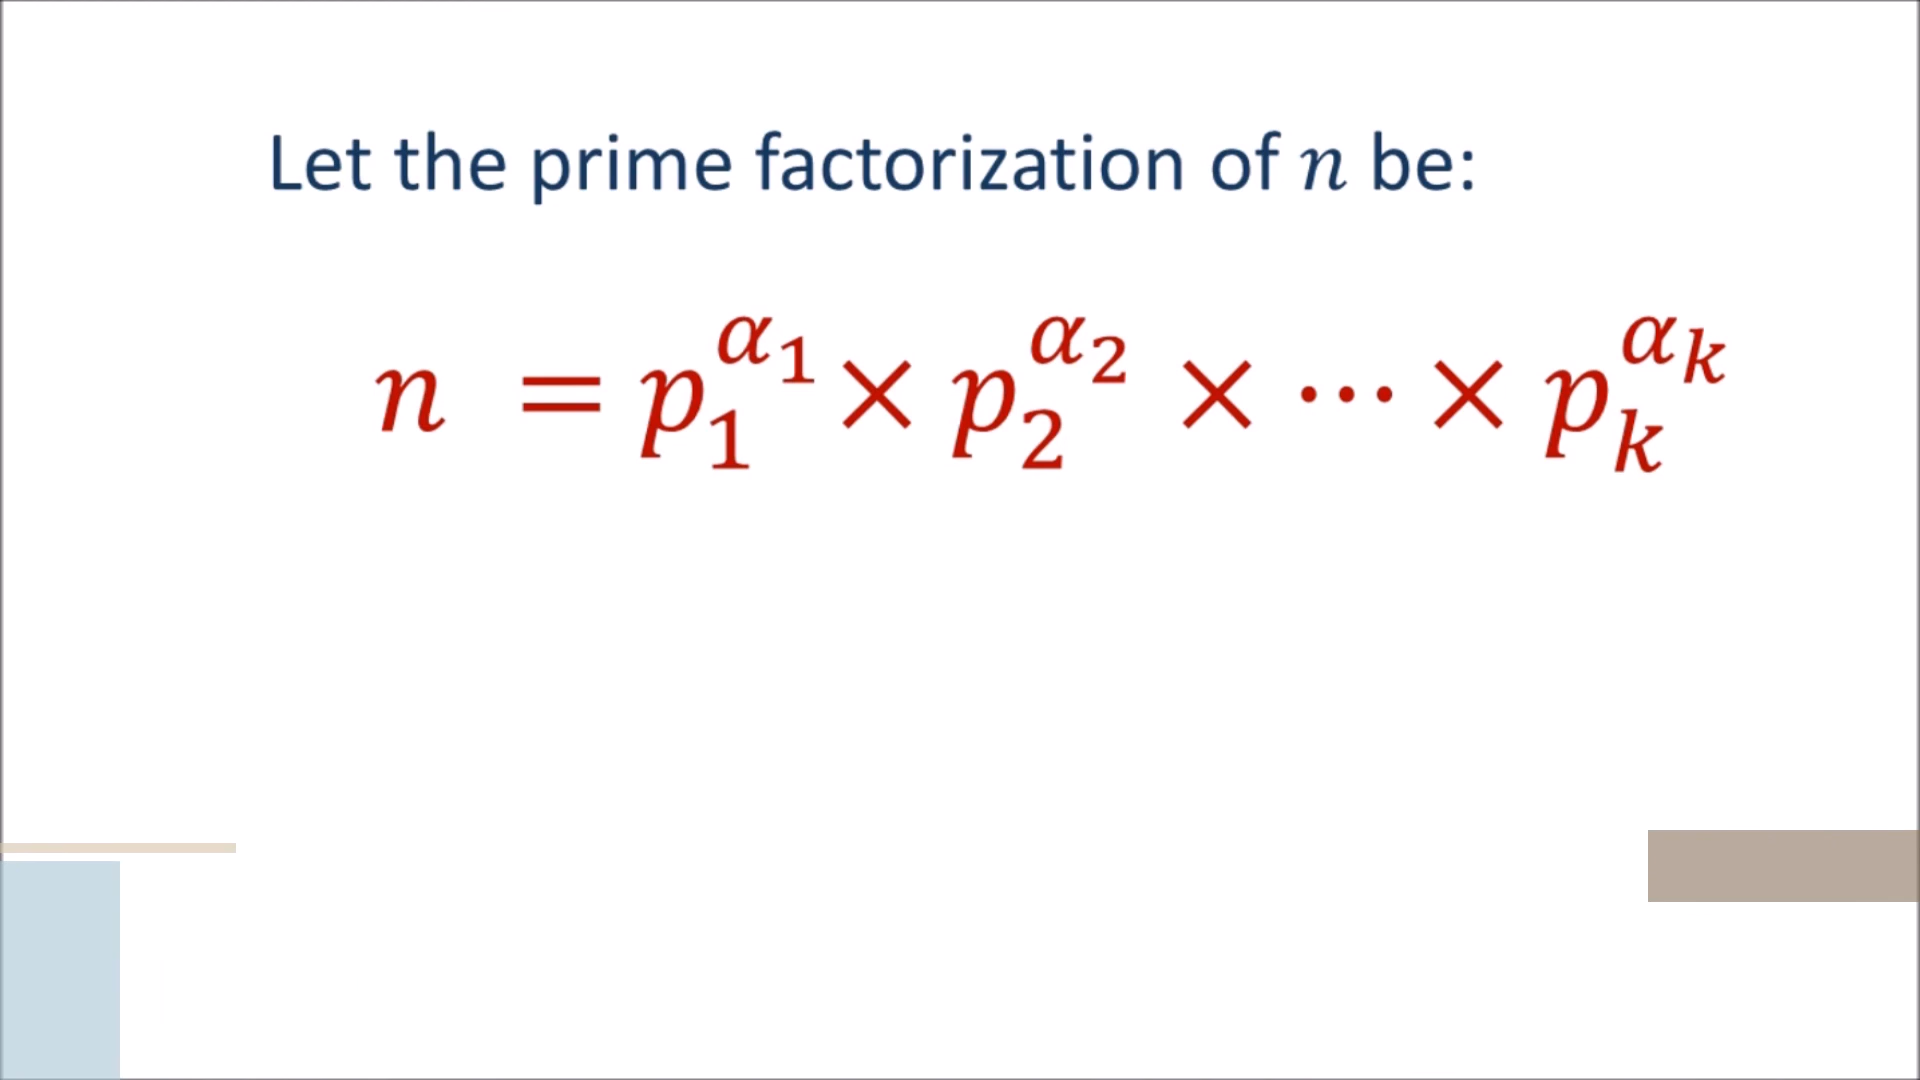 Let the prime factorization of n be:
n = p₁^α₁ × p₂^α₂ × ⋯ × pₖ^αₖ